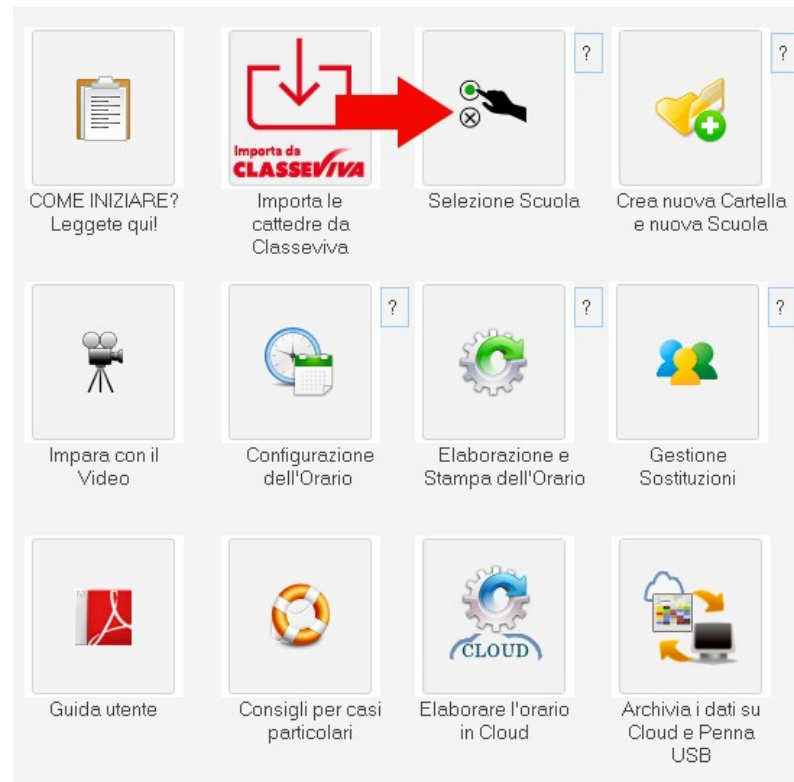 ?
?
Importa da
CLASSEVIVA
COME INIZIARE?
Leggete qui!
Importa le
cattedre da
Classeviva
Selezione Scuola
Crea nuova Cartella
e nuova Scuola
?
?
?
Impara con il
Video
Configurazione
dell'Orario
Elaborazione e
Stampa dell'Orario
Gestione
Sostituzioni
CLOUD
Guida utente
Consigli per casi
particolari
Elaborare l'orario
in Cloud
Archivia i dati su
Cloud e Penna
USB